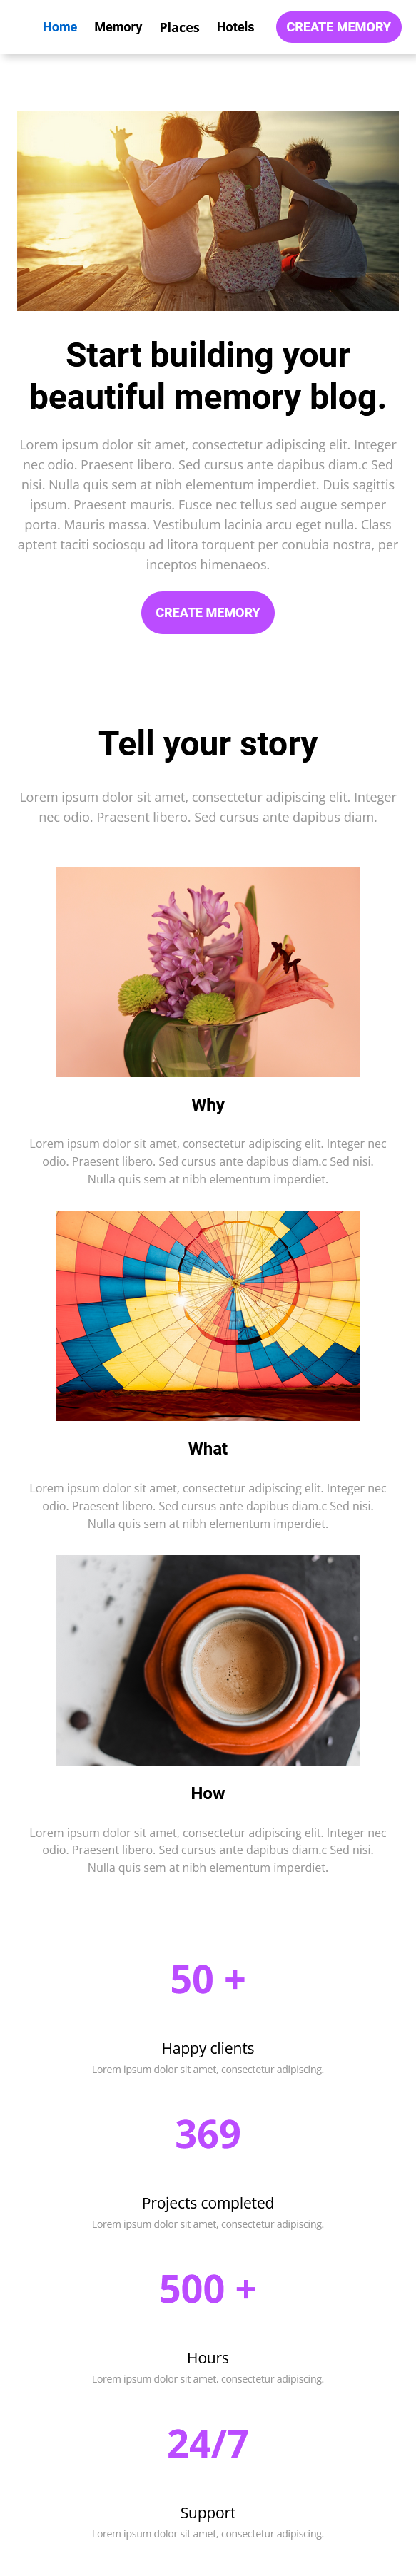 Home Memory Places Hotels CREATE MEMORY
Start building your
beautiful memory blog.
Lorem ipsum dolor sit amet, consectetur adipiscing elit. Integer
nec odio. Praesent libero. Sed cursus ante dapibus diam.c Sed
nisi. Nulla quis sem at nibh elementum imperdiet. Duis sagittis
ipsum. Praesent mauris. Fusce nec tellus sed augue semper
porta. Mauris massa. Vestibulum lacinia arcu eget nulla. Class
aptent taciti sociosqu ad litora torquent per conubia nostra, per
inceptos himenaeos.
CREATE MEMORY
Tell your story
Lorem ipsum dolor sit amet, consectetur adipiscing elit. Integer
nec odio. Praesent libero. Sed cursus ante dapibus diam.
Why
Lorem ipsum dolor sit amet, consectetur adipiscing elit. Integer nec
odio. Praesent libero. Sed cursus ante dapibus diam.c Sed nisi.
Nulla quis sem at nibh elementum imperdiet.
What
Lorem ipsum dolor sit amet, consectetur adipiscing elit. Integer nec
odio. Praesent libero. Sed cursus ante dapibus diam.c Sed nisi.
Nulla quis sem at nibh elementum imperdiet.
How
Lorem ipsum dolor sit amet, consectetur adipiscing elit. Integer nec
odio. Praesent libero. Sed cursus ante dapibus diam.c Sed nisi.
Nulla quis sem at nibh elementum imperdiet.
50 +
Happy clients
Lorem ipsum dolor sit amet, consectetur adipiscing.
369
Projects completed
Lorem ipsum dolor sit amet, consectetur adipiscing.
500 +
Hours
Lorem ipsum dolor sit amet, consectetur adipiscing.
24/7
Support
Lorem ipsum dolor sit amet, consectetur adipiscing.